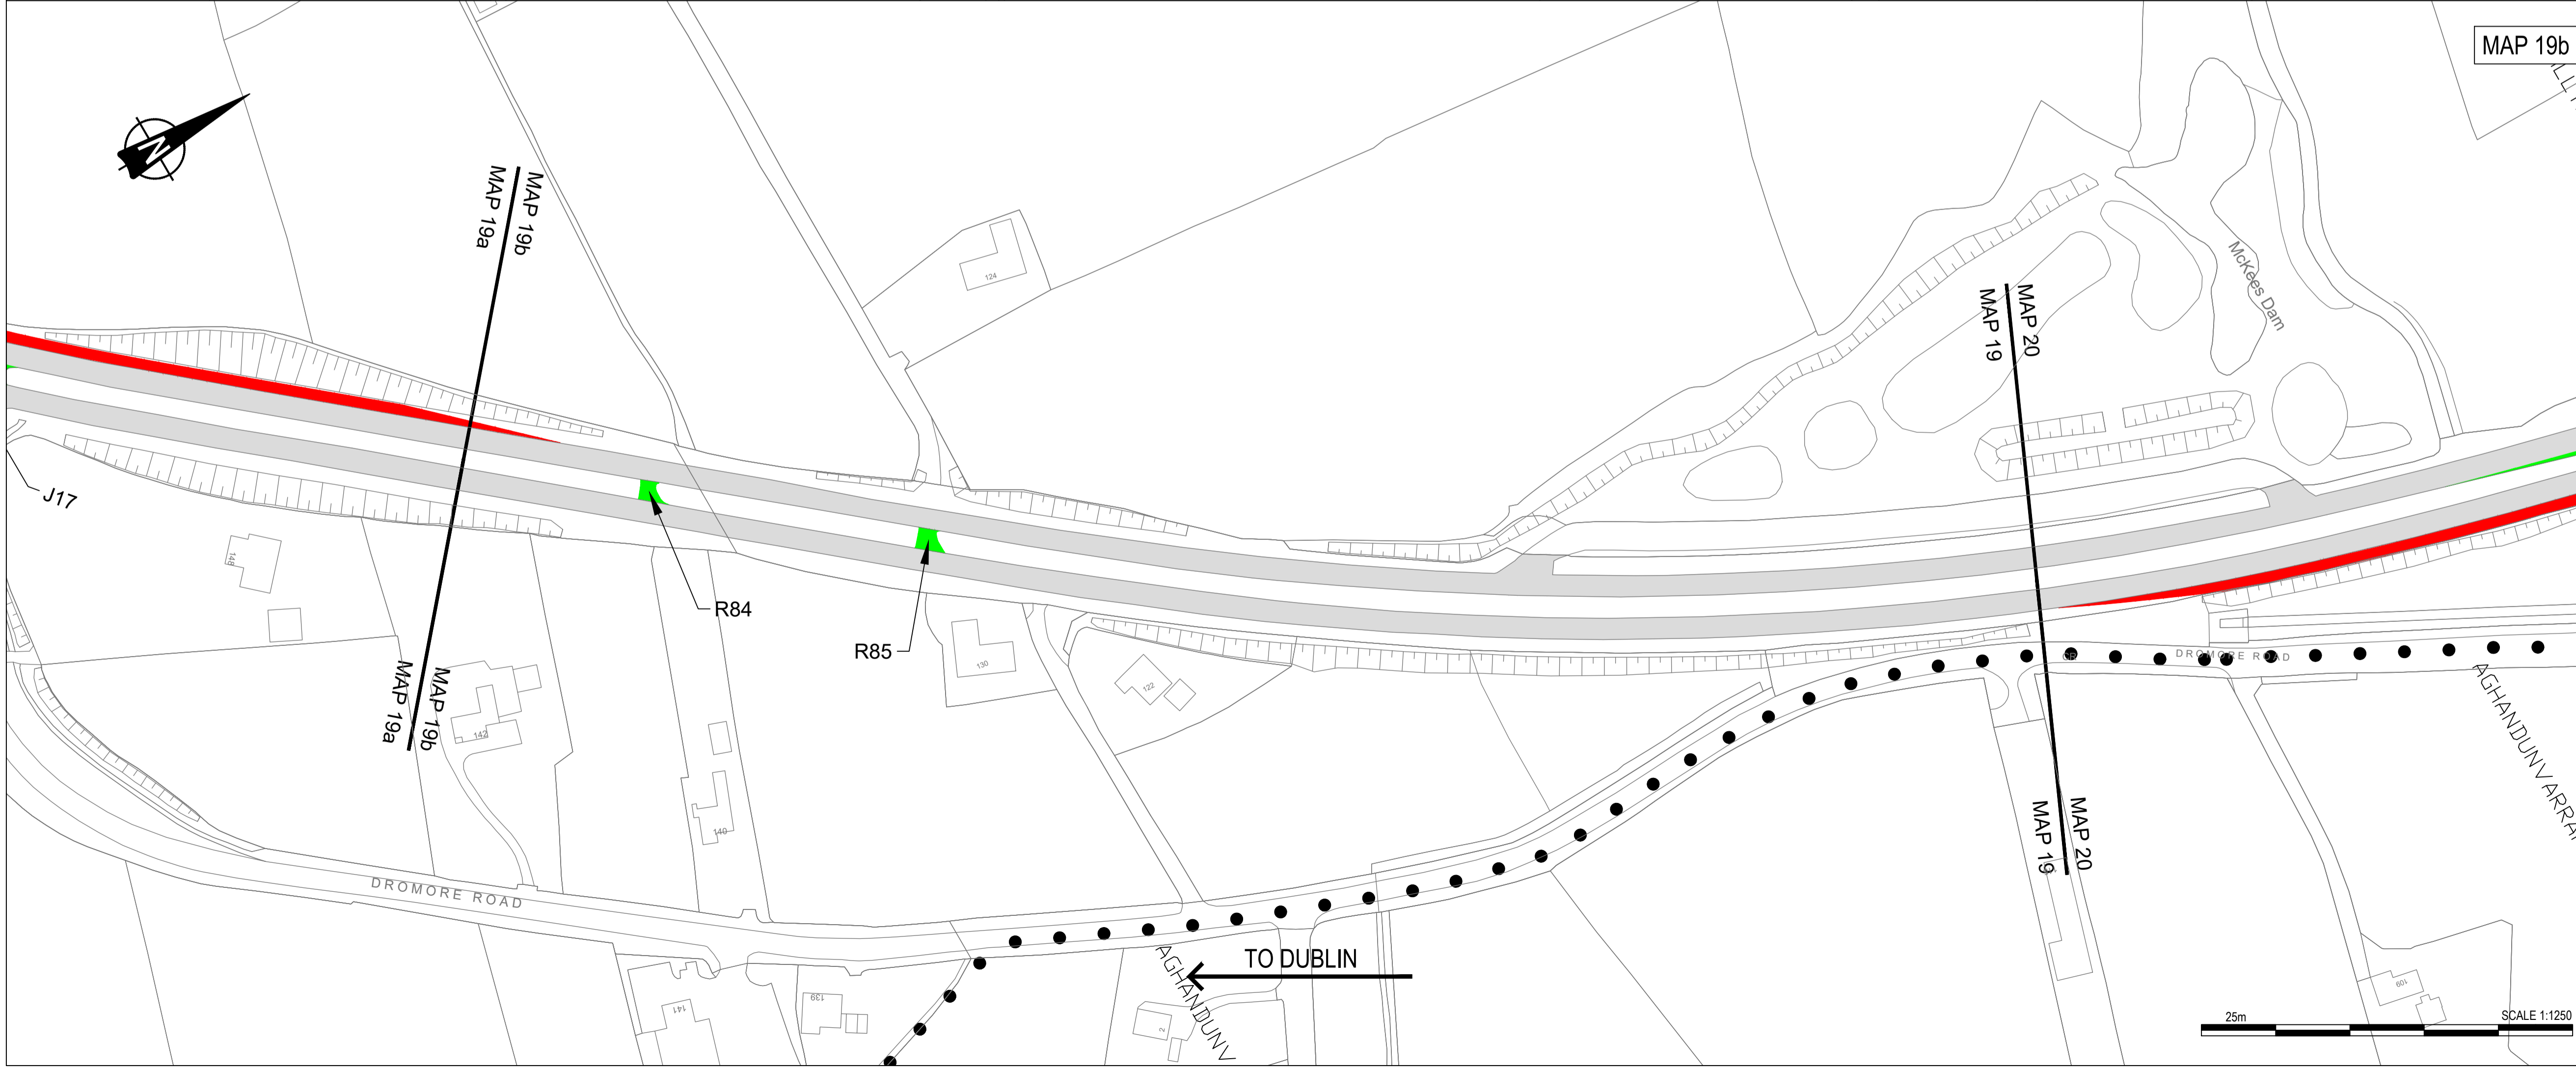 MAP 19b
N
MAP 19b
MAP 19a
124
McKees Dam
MAP 20
MAP 19
J17
148
R84
R85
130
122
142
140
MAP 19b
MAP 19a
DROMORE ROAD
DROMORE ROAD
AGHANDUNVARRA
MAP 20
MAP 19
TO DUBLIN
AGHANDUNV
141
139
2
109
25m
SCALE 1:1250